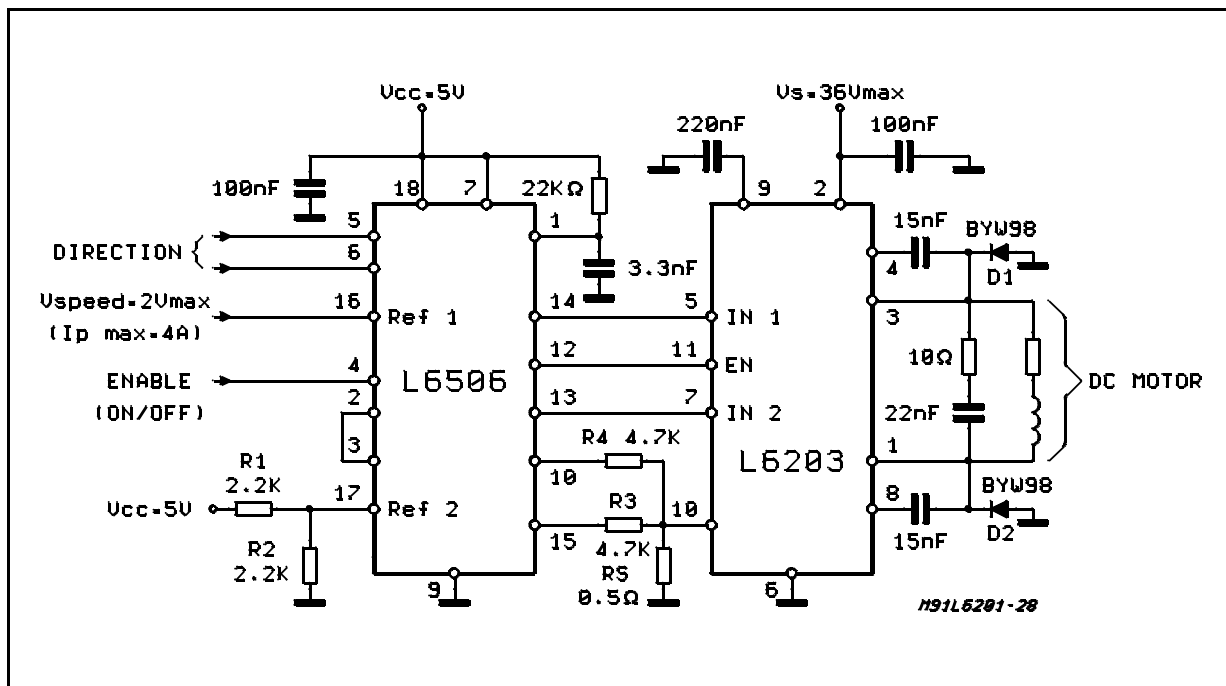 Vcc=5V
Vs=36Vmax
220nF
100nF
100nF
18
7
22KΩ
9
2
5
1
15nF
BYW98
DIRECTION {
6
3.3nF
4
D1
Vspeed=2Vmax
16
Ref 1
14
5
IN 1
3
(Ip max=4A)
12
11
EN
10Ω
ENABLE
4
L6506
DC MOTOR
(ON/OFF)
2
13
7
IN 2
22nF
3
R4 4.7K
L6203
1
R1
10
8
BYW98
2.2K
17
R3
Vcc=5V
Ref 2
10
R2
15
4.7K
15nF
D2
2.2K
RS
9
0.5Ω
6
M91L6201-28